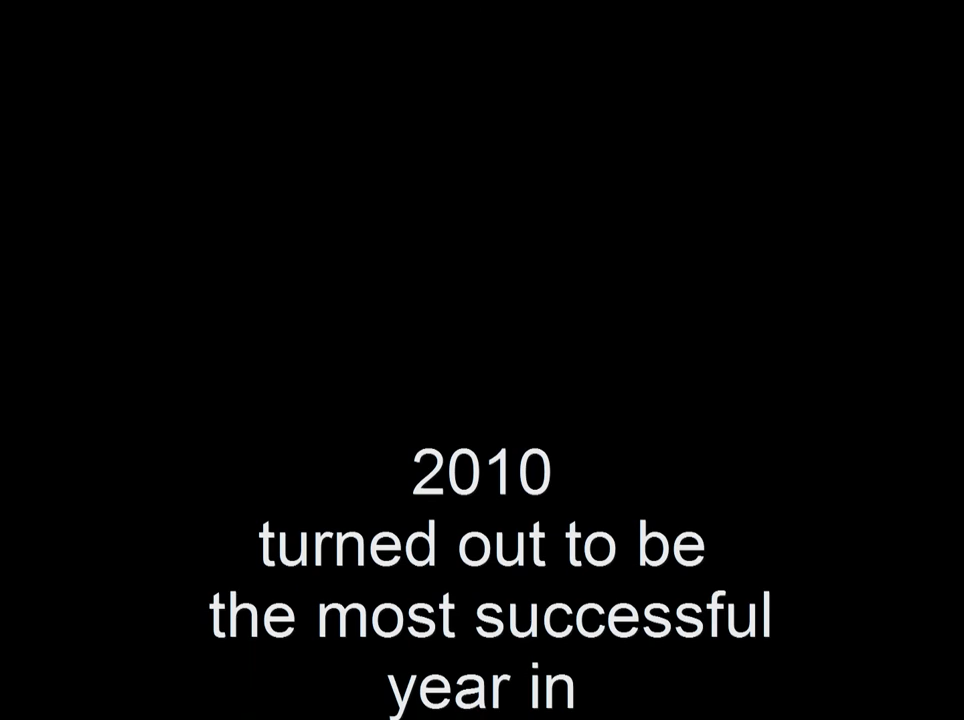 2010
turned out to be
the most successful
year in